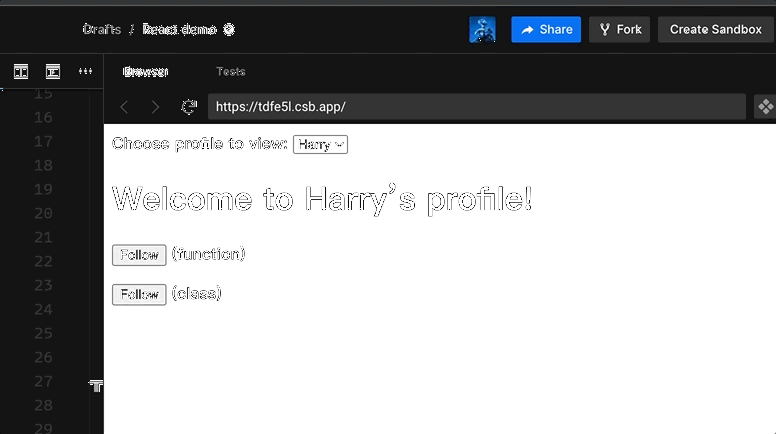 Drafts / React demo
Share
Fork
Create Sandbox
Browser
Tests
https://tdfe5l.csb.app/
15
16
17
18
19
20
21
22
23
24
25
26
27
28
29
Choose profile to view: Harry
Welcome to Harry’s profile!
Follow (function)
Follow (class)